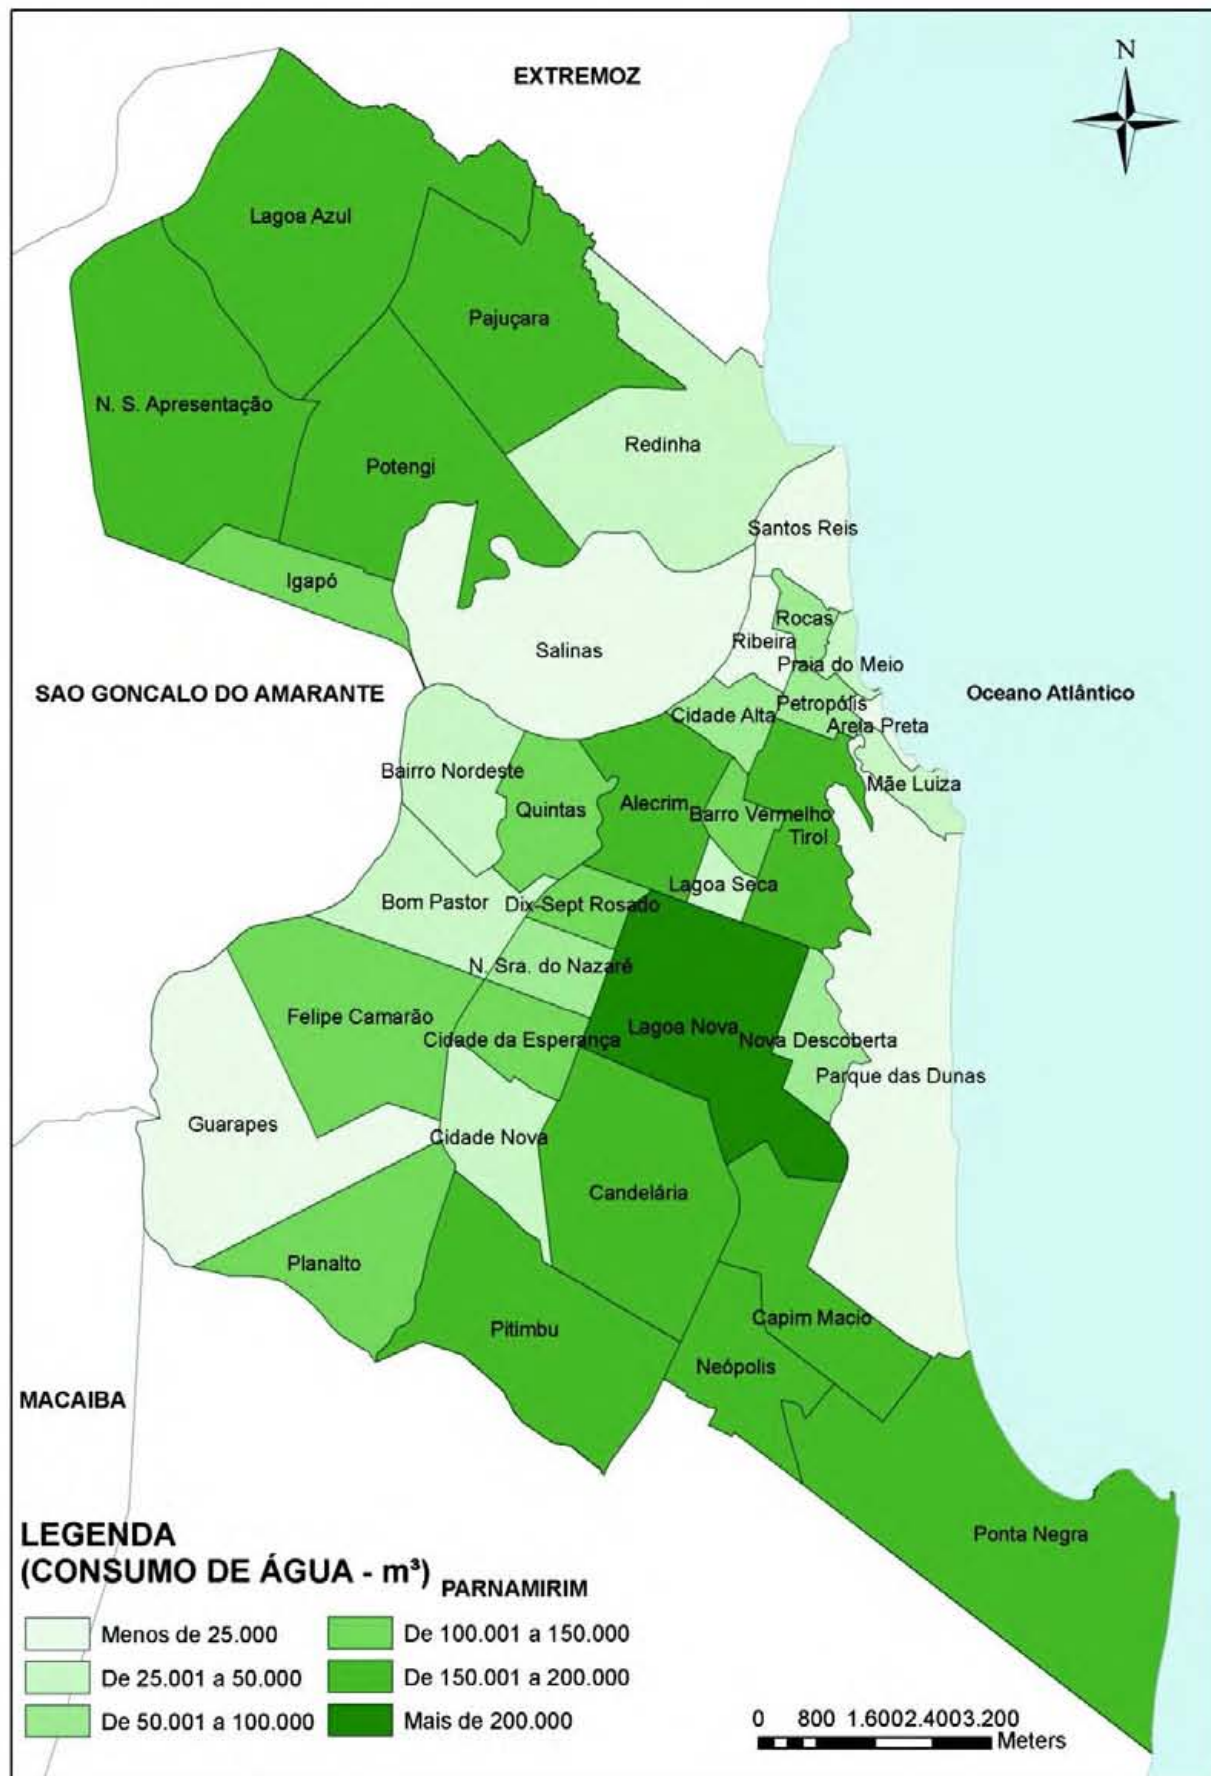 N
EXTREMOZ
Lagoa Azul
Pajuçara
N. S. Apresentação
Redinha
Potengi
Santos Reis
Igapó
Rocas
Ribeira
Salinas
Praia do Meio
SAO GONCALO DO AMARANTE
Oceano Atlântico
Petropólis
Cidade Alta
Areia Preta
Bairro Nordeste
Mãe Luiza
Quintas
Alecrim
Barro Vermelho
Tirol
Lagoa Seca
Bom Pastor
Dix-Sept Rosado
N. Sra. do Nazaré
Felipe Camarão
Lagoa Nova
Cidade da Esperança
Nova Descoberta
Parque das Dunas
Guarapes
Cidade Nova
Candelária
Planalto
Capim Macio
Pitimbu
Neópolis
MACAIBA
Ponta Negra
LEGENDA
(CONSUMO DE ÁGUA - m³)
PARNAMIRIM
Menos de 25.000
De 25.001 a 50.000
De 50.001 a 100.000
De 100.001 a 150.000
De 150.001 a 200.000
Mais de 200.000
0 800 1.600 2.400 3.200
Meters